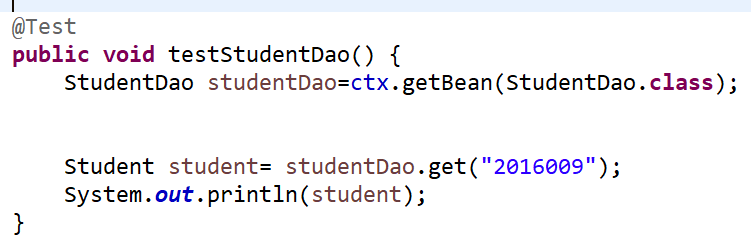 @Test
public void testStudentDao() {
    StudentDao studentDao=ctx.getBean(StudentDao.class);
    Student student= studentDao.get("2016009");
    System.out.println(student);
}